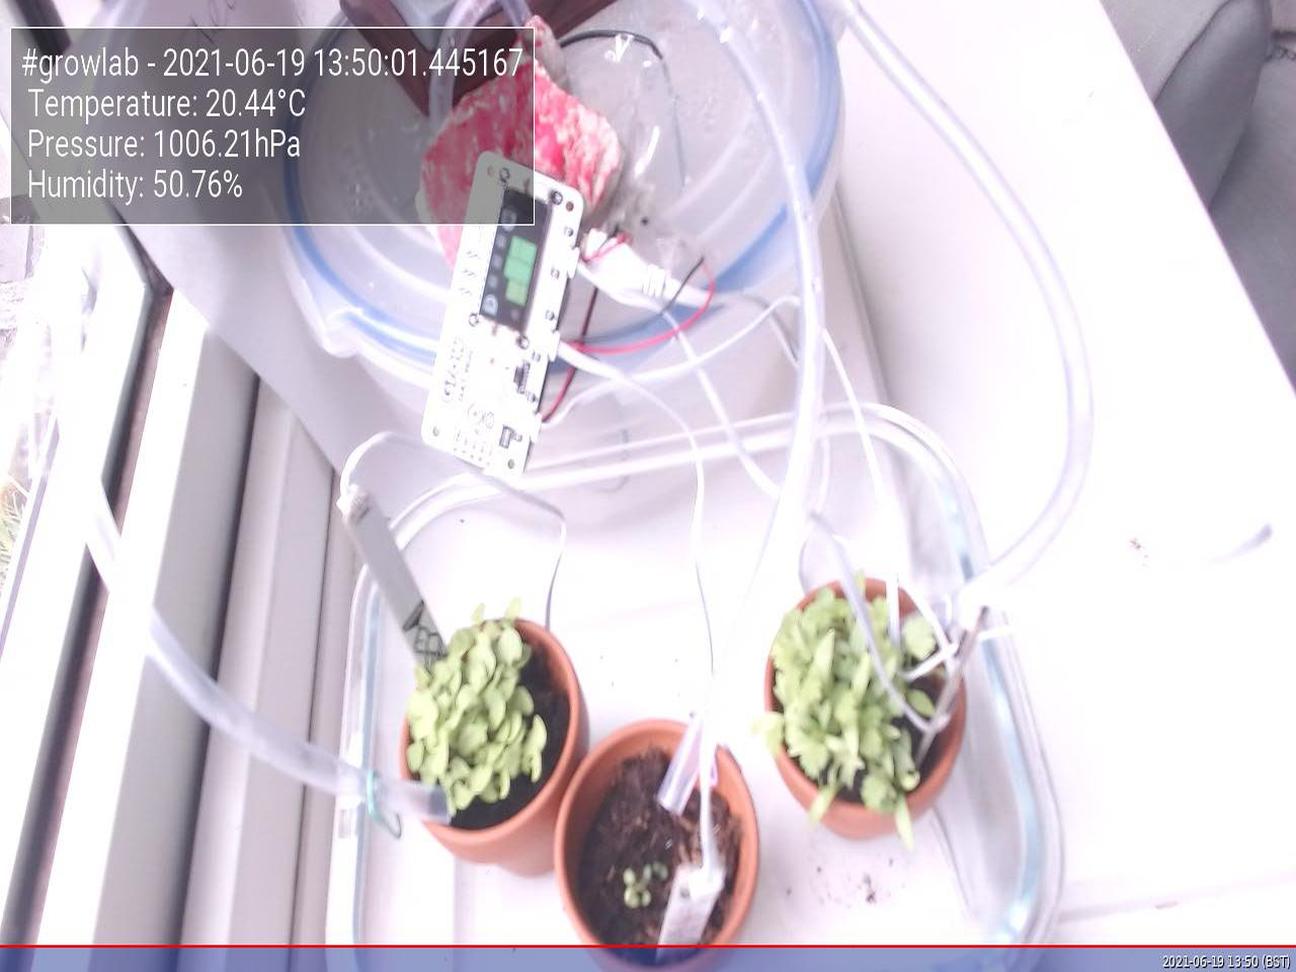 #growlab - 2021-06-19 13:50:01.445167
Temperature: 20.44°C
Pressure: 1006.21hPa
Humidity: 50.76%
2021-06-19 13:50 (BST)